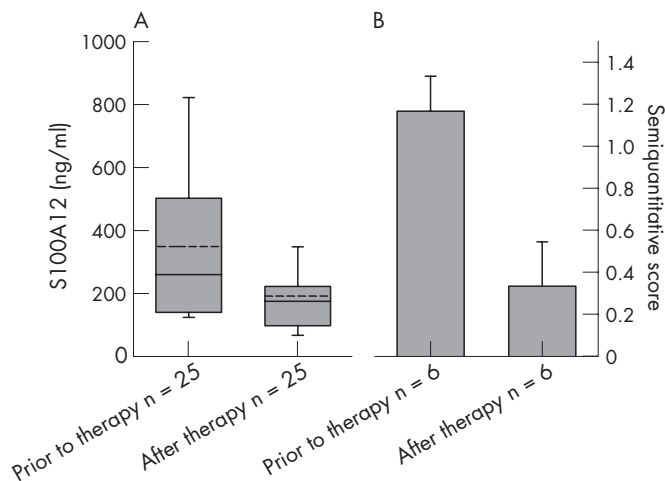 A
B
S100A12 (ng/ml)
1000
800
600
400
200
0
Prior to therapy n = 25
After therapy n = 25
Prior to therapy n = 6
After therapy n = 6
1.4
1.2
1.0
0.8
0.6
0.4
0.2
0
Semiquantitative score